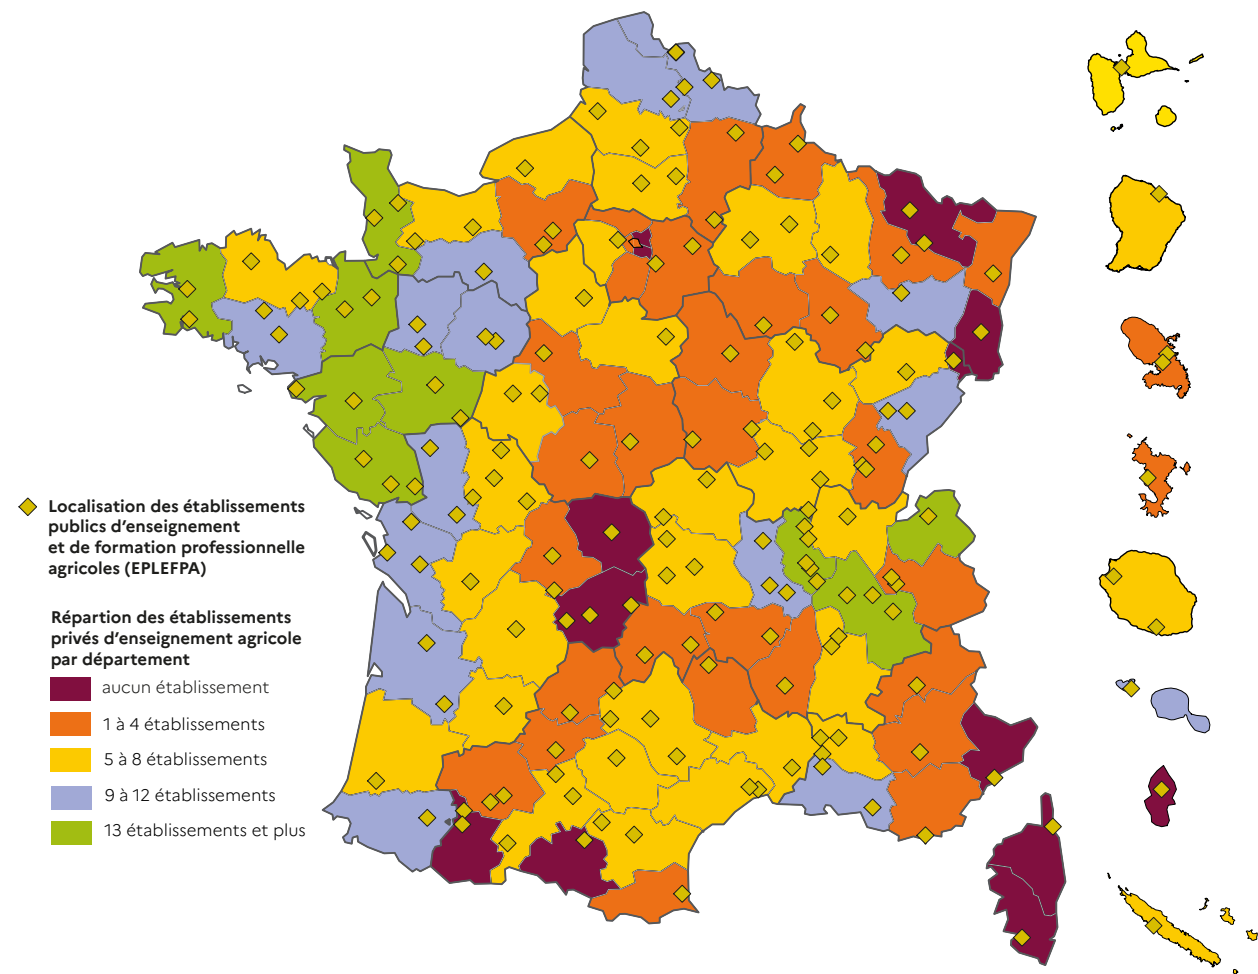 Localisation des établissements
publics d’enseignement
et de formation professionnelle
agricoles (EPLEFPA)
Répartion des établissements
privés d’enseignement agricole
par département
aucun établissement
1 à 4 établissements
5 à 8 établissements
9 à 12 établissements
13 établissements et plus